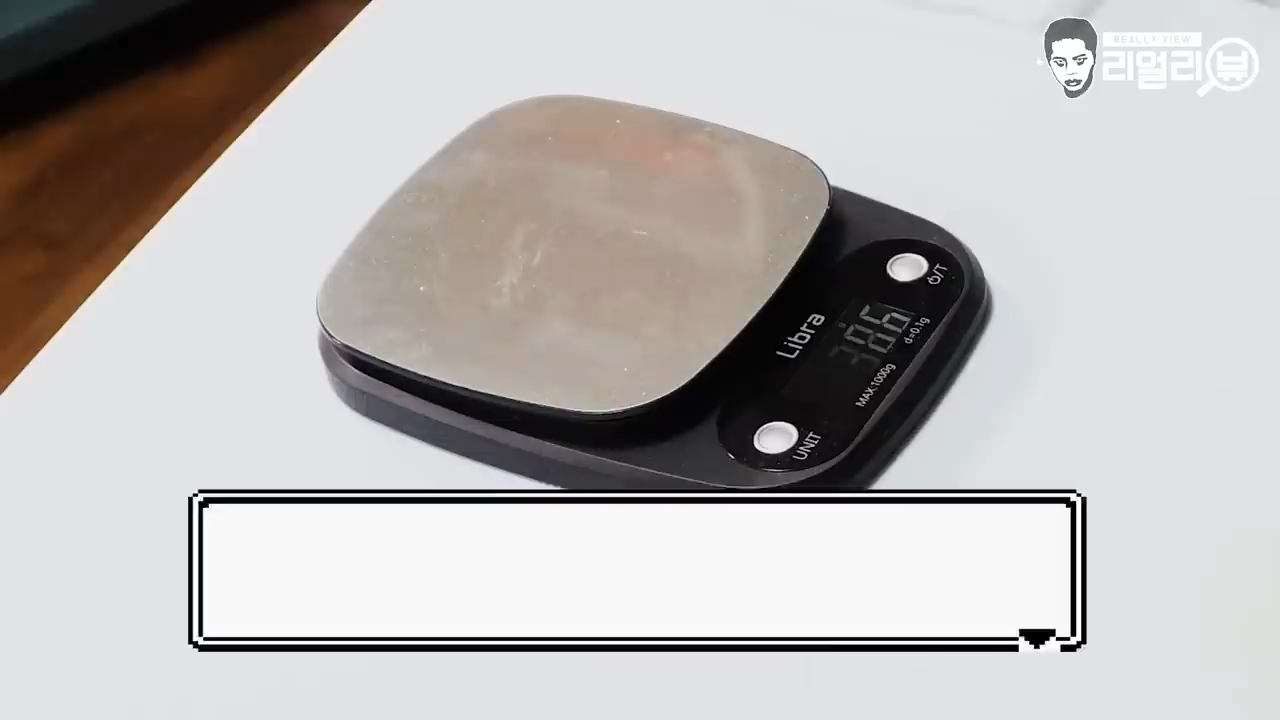 REALLY VIEW
리얼리뷰
Libra
⏻/T
d=0.1g
MAX:1000g
UNIT